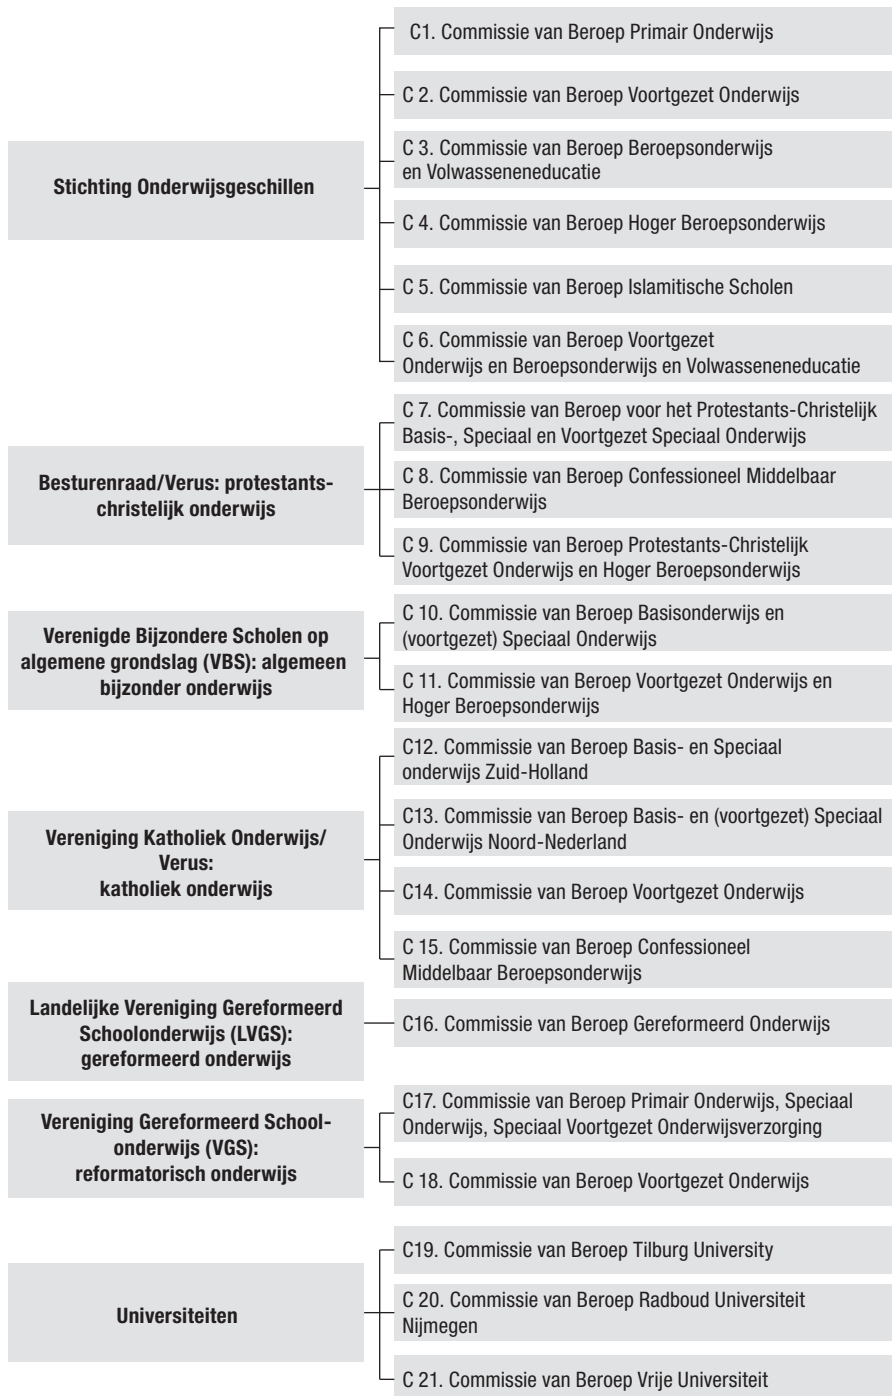 Stichting Onderwijsgeschillen
C1. Commissie van Beroep Primair Onderwijs
C 2. Commissie van Beroep Voortgezet Onderwijs
C 3. Commissie van Beroep Beroepsonderwijs
en Volwasseneneducatie
C 4. Commissie van Beroep Hoger Beroepsonderwijs
C 5. Commissie van Beroep Islamitische Scholen
C 6. Commissie van Beroep Voortgezet
Onderwijs en Beroepsonderwijs en Volwasseneneducatie
Besturenraad/Verus: protestants-
christelijk onderwijs
C 7. Commissie van Beroep voor het Protestants-Christelijk
Basis-, Speciaal en Voortgezet Speciaal Onderwijs
C 8. Commissie van Beroep Confessioneel Middelbaar
Beroepsonderwijs
C 9. Commissie van Beroep Protestants-Christelijk
Voortgezet Onderwijs en Hoger Beroepsonderwijs
Verenigde Bijzondere Scholen op
algemene grondslag (VBS): algemeen
bijzonder onderwijs
C 10. Commissie van Beroep Basisonderwijs en
(voortgezet) Speciaal Onderwijs
C 11. Commissie van Beroep Voortgezet Onderwijs en
Hoger Beroepsonderwijs
Vereniging Katholiek Onderwijs/
Verus:
katholiek onderwijs
C12. Commissie van Beroep Basis- en Speciaal
onderwijs Zuid-Holland
C13. Commissie van Beroep Basis- en (voortgezet) Speciaal
Onderwijs Noord-Nederland
C14. Commissie van Beroep Voortgezet Onderwijs
C 15. Commissie van Beroep Confessioneel
Middelbaar Beroepsonderwijs
Landelijke Vereniging Gereformeerd
Schoolonderwijs (LVGS):
gereformeerd onderwijs
C16. Commissie van Beroep Gereformeerd Onderwijs
Vereniging Gereformeerd School-
onderwijs (VGS):
reformatorisch onderwijs
C17. Commissie van Beroep Primair Onderwijs, Speciaal
Onderwijs, Speciaal Voortgezet Onderwijsverzorging
C 18. Commissie van Beroep Voortgezet Onderwijs
Universiteiten
C19. Commissie van Beroep Tilburg University
C 20. Commissie van Beroep Radboud Universiteit
Nijmegen
C 21. Commissie van Beroep Vrije Universiteit